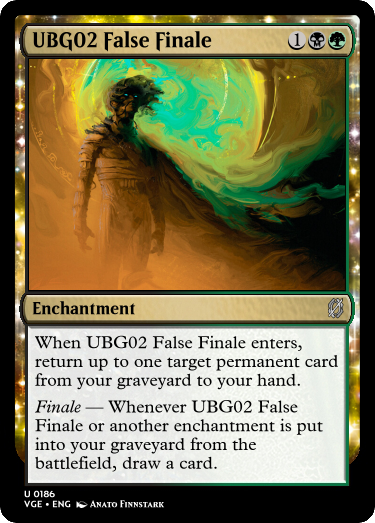 UBG02 False Finale 1
Enchantment
When UBG02 False Finale enters,
return up to one target permanent card
from your graveyard to your hand.
Finale — Whenever UBG02 False
Finale or another enchantment is put
into your graveyard from the
battlefield, draw a card.
U 0186
VGE • ENG Anato Finnstark